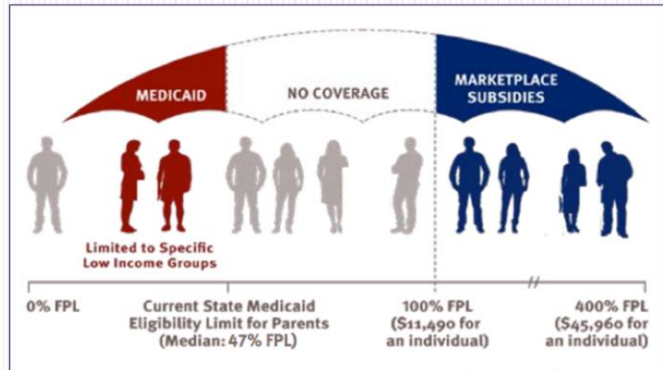 MEDICAID
NO COVERAGE
MARKETPLACE
SUBSIDIES
Limited to Specific
Low Income Groups
0% FPL
Current State Medicaid
Eligibility Limit for Parents
(Median: 47% FPL)
100% FPL
($11,490 for
an individual)
400% FPL
($45,960 for
an individual)